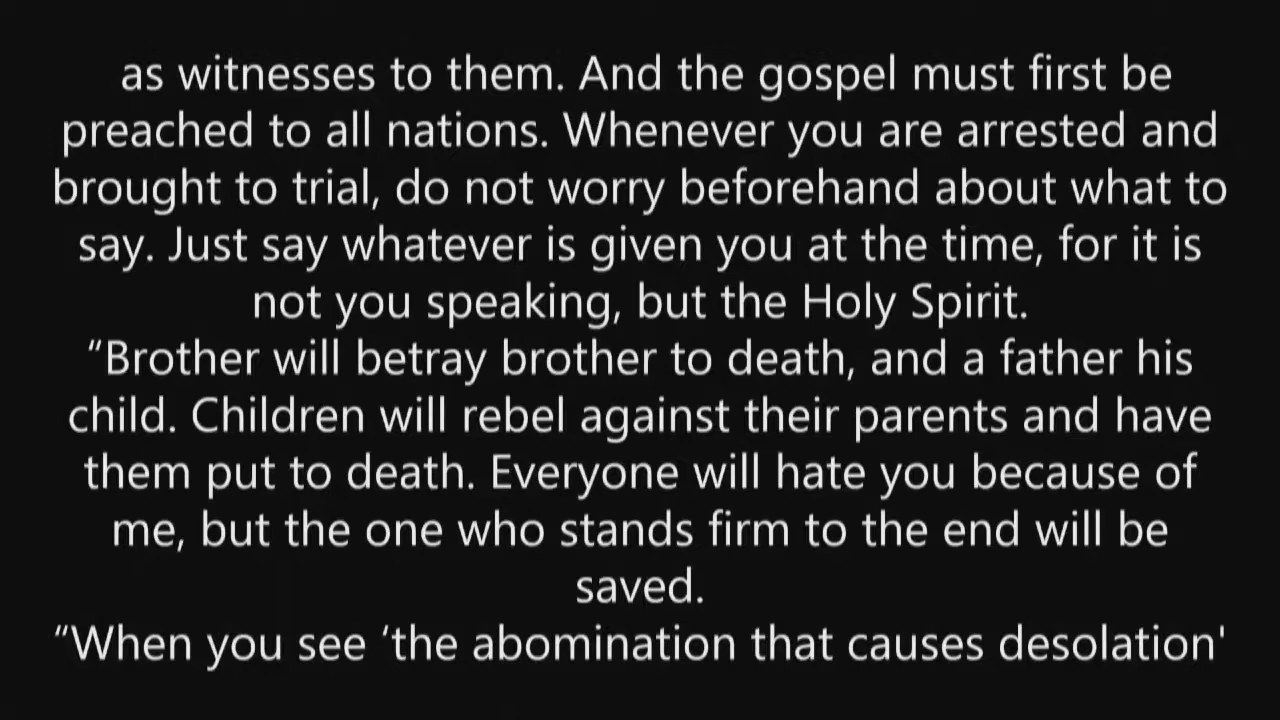 as witnesses to them. And the gospel must first be
preached to all nations. Whenever you are arrested and
brought to trial, do not worry beforehand about what to
say. Just say whatever is given you at the time, for it is
not you speaking, but the Holy Spirit.
“Brother will betray brother to death, and a father his
child. Children will rebel against their parents and have
them put to death. Everyone will hate you because of
me, but the one who stands firm to the end will be
saved.
“When you see ‘the abomination that causes desolation'